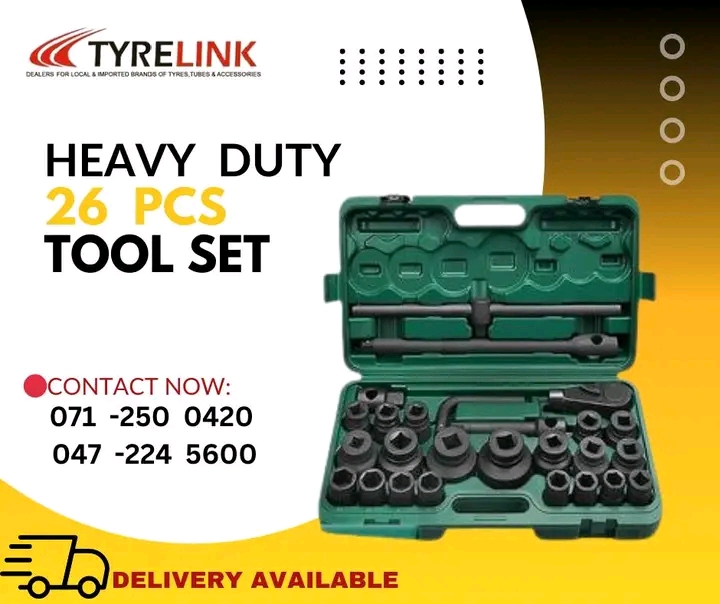 TYRELINK
DEALERS FOR LOCAL & IMPORTED BRANDS OF TYRES,TUBES & ACCESSORIES
HEAVY DUTY
26 PCS
TOOL SET
CONTACT NOW:
071 -250 0420
047 -224 5600
DELIVERY AVAILABLE